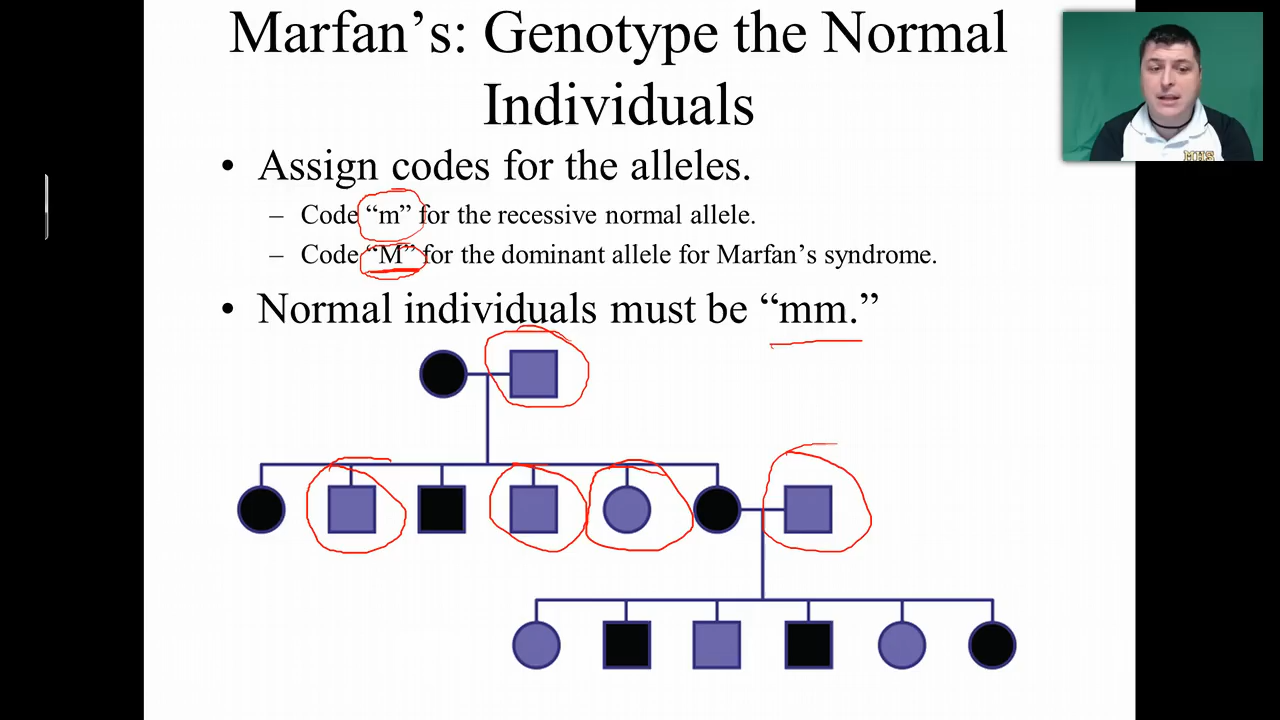 Marfan’s: Genotype the Normal
Individuals
• Assign codes for the alleles.
– Code “m” for the recessive normal allele.
– Code “M” for the dominant allele for Marfan’s syndrome.
• Normal individuals must be “mm.”
MHS